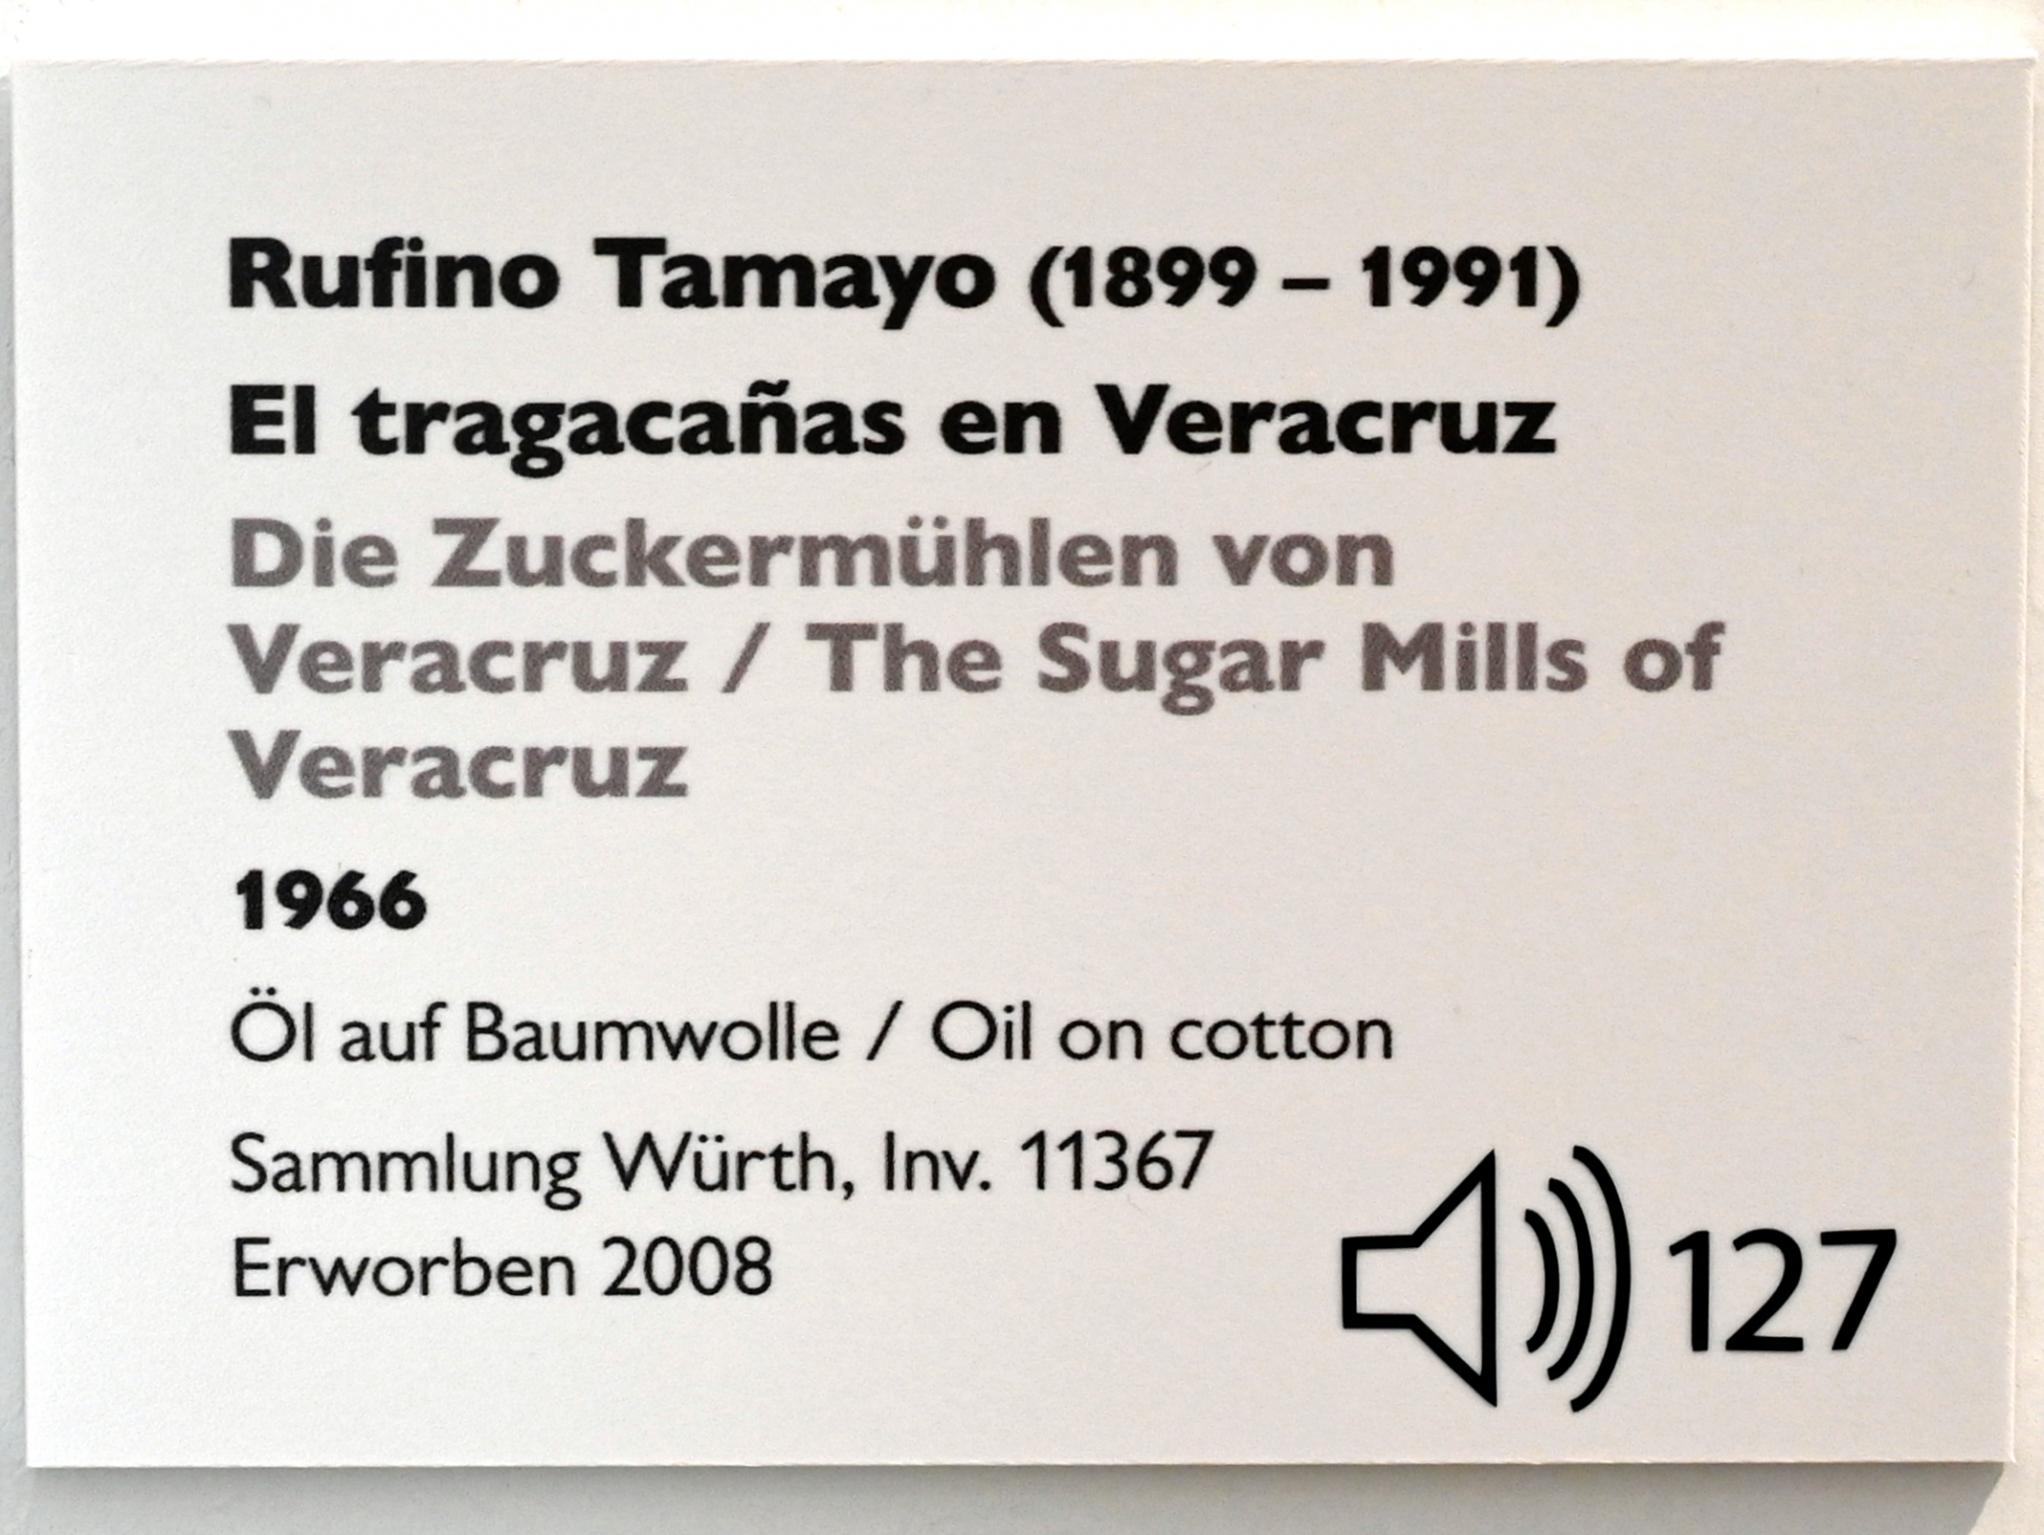 Rufino Tamayo (1899 – 1991)
El tragacañas en Veracruz
Die Zuckermühlen von
Veracruz / The Sugar Mills of
Veracruz
1966
Öl auf Baumwolle / Oil on cotton
Sammlung Würth, Inv. 11367
Erworben 2008
127